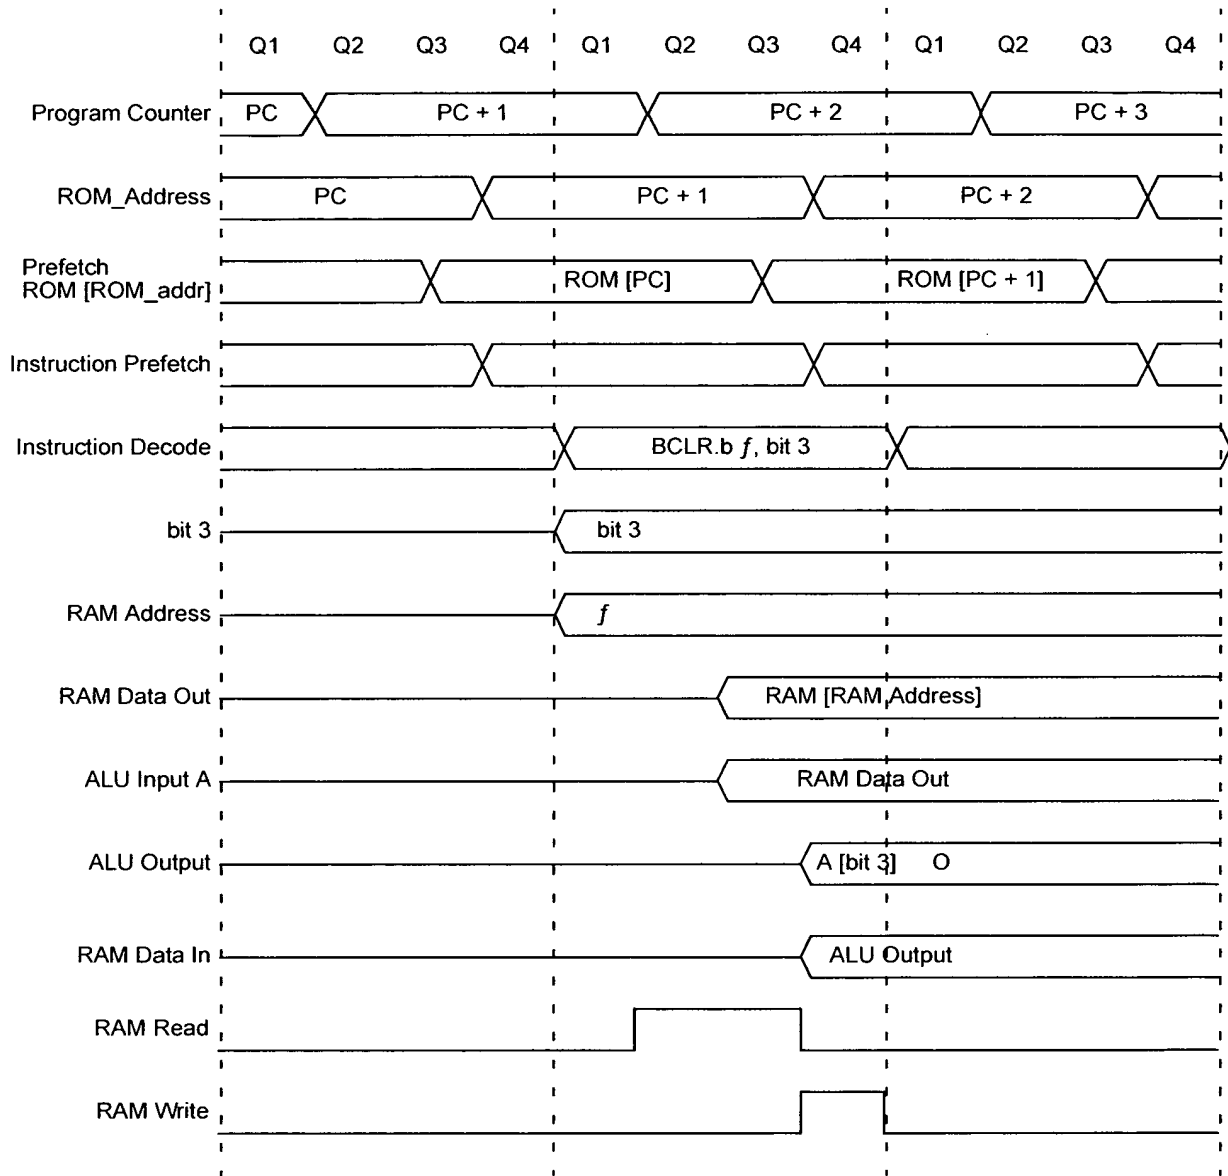 Q1 Q2 Q3 Q4 Q1 Q2 Q3 Q4 Q1 Q2 Q3 Q4
Program Counter PC PC + 1 PC + 2 PC + 3
ROM_Address PC PC + 1 PC + 2
Prefetch
ROM [ROM_addr] ROM [PC] ROM [PC + 1]
Instruction Prefetch
Instruction Decode BCLR.b ƒ, bit 3
bit 3 bit 3
RAM Address ƒ
RAM Data Out RAM [RAM Address]
ALU Input A RAM Data Out
ALU Output A [bit 3] O
RAM Data In ALU Output
RAM Read
RAM Write